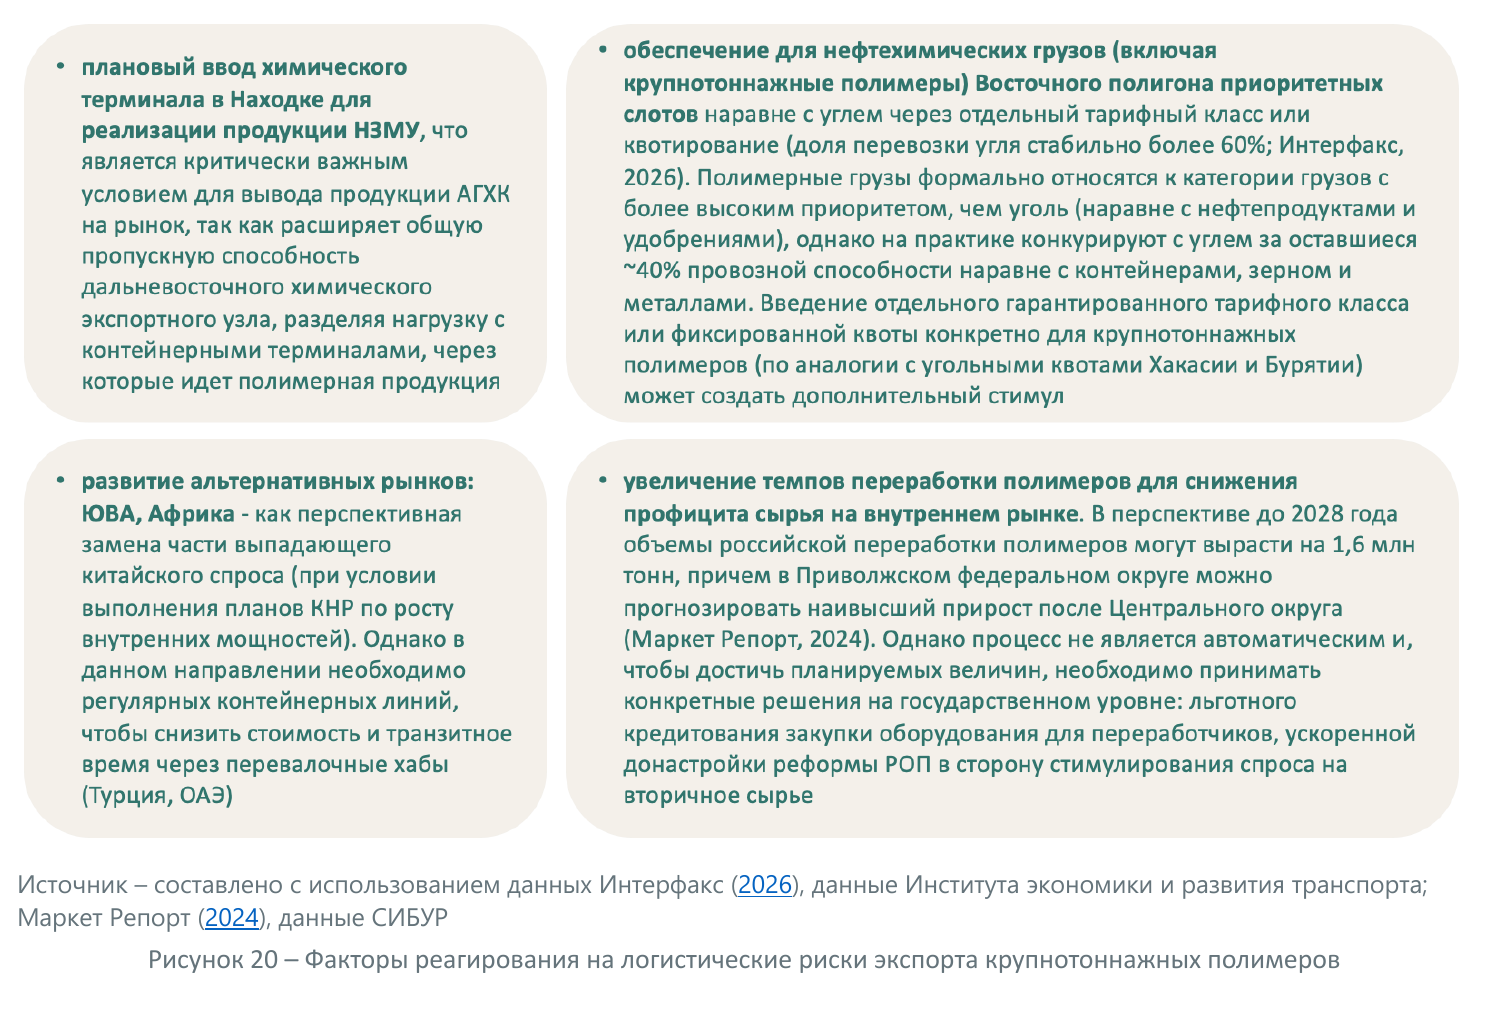 • плановый ввод химического
терминала в Находке для
реализации продукции НЗМУ, что
является критически важным
условием для вывода продукции АГХК
на рынок, так как расширяет общую
пропускную способность
дальневосточного химического
экспортного узла, разделяя нагрузку с
контейнерными терминалами, через
которые идет полимерная продукция
• обеспечение для нефтехимических грузов (включая
крупнотоннажные полимеры) Восточного полигона приоритетных
слотов наравне с углем через отдельный тарифный класс или
квотирование (доля перевозки угля стабильно более 60%; Интерфакс,
2026). Полимерные грузы формально относятся к категории грузов с
более высоким приоритетом, чем уголь (наравне с нефтепродуктами и
удобрениями), однако на практике конкурируют с углем за оставшиеся
~40% провозной способности наравне с контейнерами, зерном и
металлами. Введение отдельного гарантированного тарифного класса
или фиксированной квоты конкретно для крупнотоннажных
полимеров (по аналогии с угольными квотами Хакасии и Бурятии)
может создать дополнительный стимул
• развитие альтернативных рынков:
ЮВА, Африка - как перспективная
замена части выпадающего
китайского спроса (при условии
выполнения планов КНР по росту
внутренних мощностей). Однако в
данном направлении необходимо
регулярных контейнерных линий,
чтобы снизить стоимость и транзитное
время через перевалочные хабы
(Турция, ОАЭ)
• увеличение темпов переработки полимеров для снижения
профицита сырья на внутреннем рынке. В перспективе до 2028 года
объемы российской переработки полимеров могут вырасти на 1,6 млн
тонн, причем в Приволжском федеральном округе можно
прогнозировать наивысший прирост после Центрального округа
(Маркет Репорт, 2024). Однако процесс не является автоматическим и,
чтобы достичь планируемых величин, необходимо принимать
конкретные решения на государственном уровне: льготного
кредитования закупки оборудования для переработчиков, ускоренной
донастройки реформы РОП в сторону стимулирования спроса на
вторичное сырье
Источник – составлено с использованием данных Интерфакс (2026), данные Института экономики и развития транспорта;
Маркет Репорт (2024), данные СИБУР
Рисунок 20 – Факторы реагирования на логистические риски экспорта крупнотоннажных полимеров